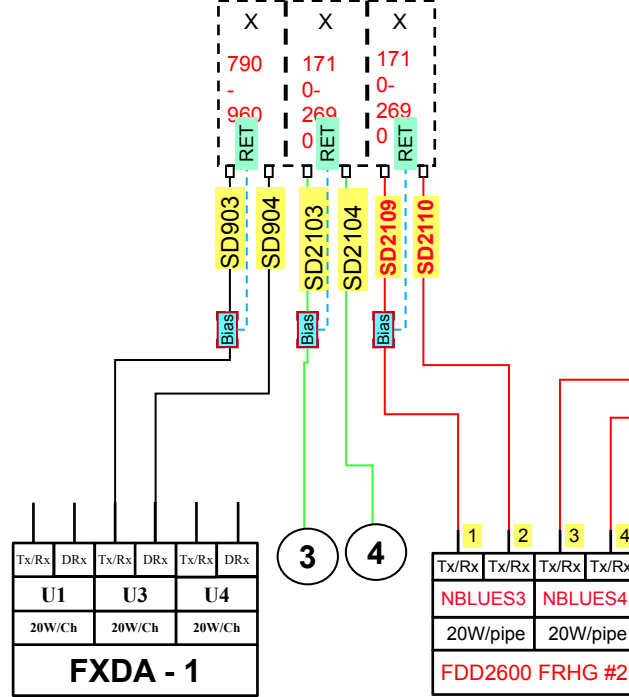 X X X
790
-
960
171
0-
269
0
171
0-
269
0
RET RET RET
SD903 SD904 SD2103 SD2104 SD2109 SD2110
Bias Bias Bias
3 4
1 2 3 4
Tx/Rx DRx Tx/Rx DRx Tx/Rx DRx
U1 U3 U4
20W/Ch 20W/Ch 20W/Ch
FXDA - 1
Tx/Rx Tx/Rx Tx/Rx Tx/Rx
NBLUES3 NBLUES4
20W/pipe 20W/pipe
FDD2600 FRHG #2